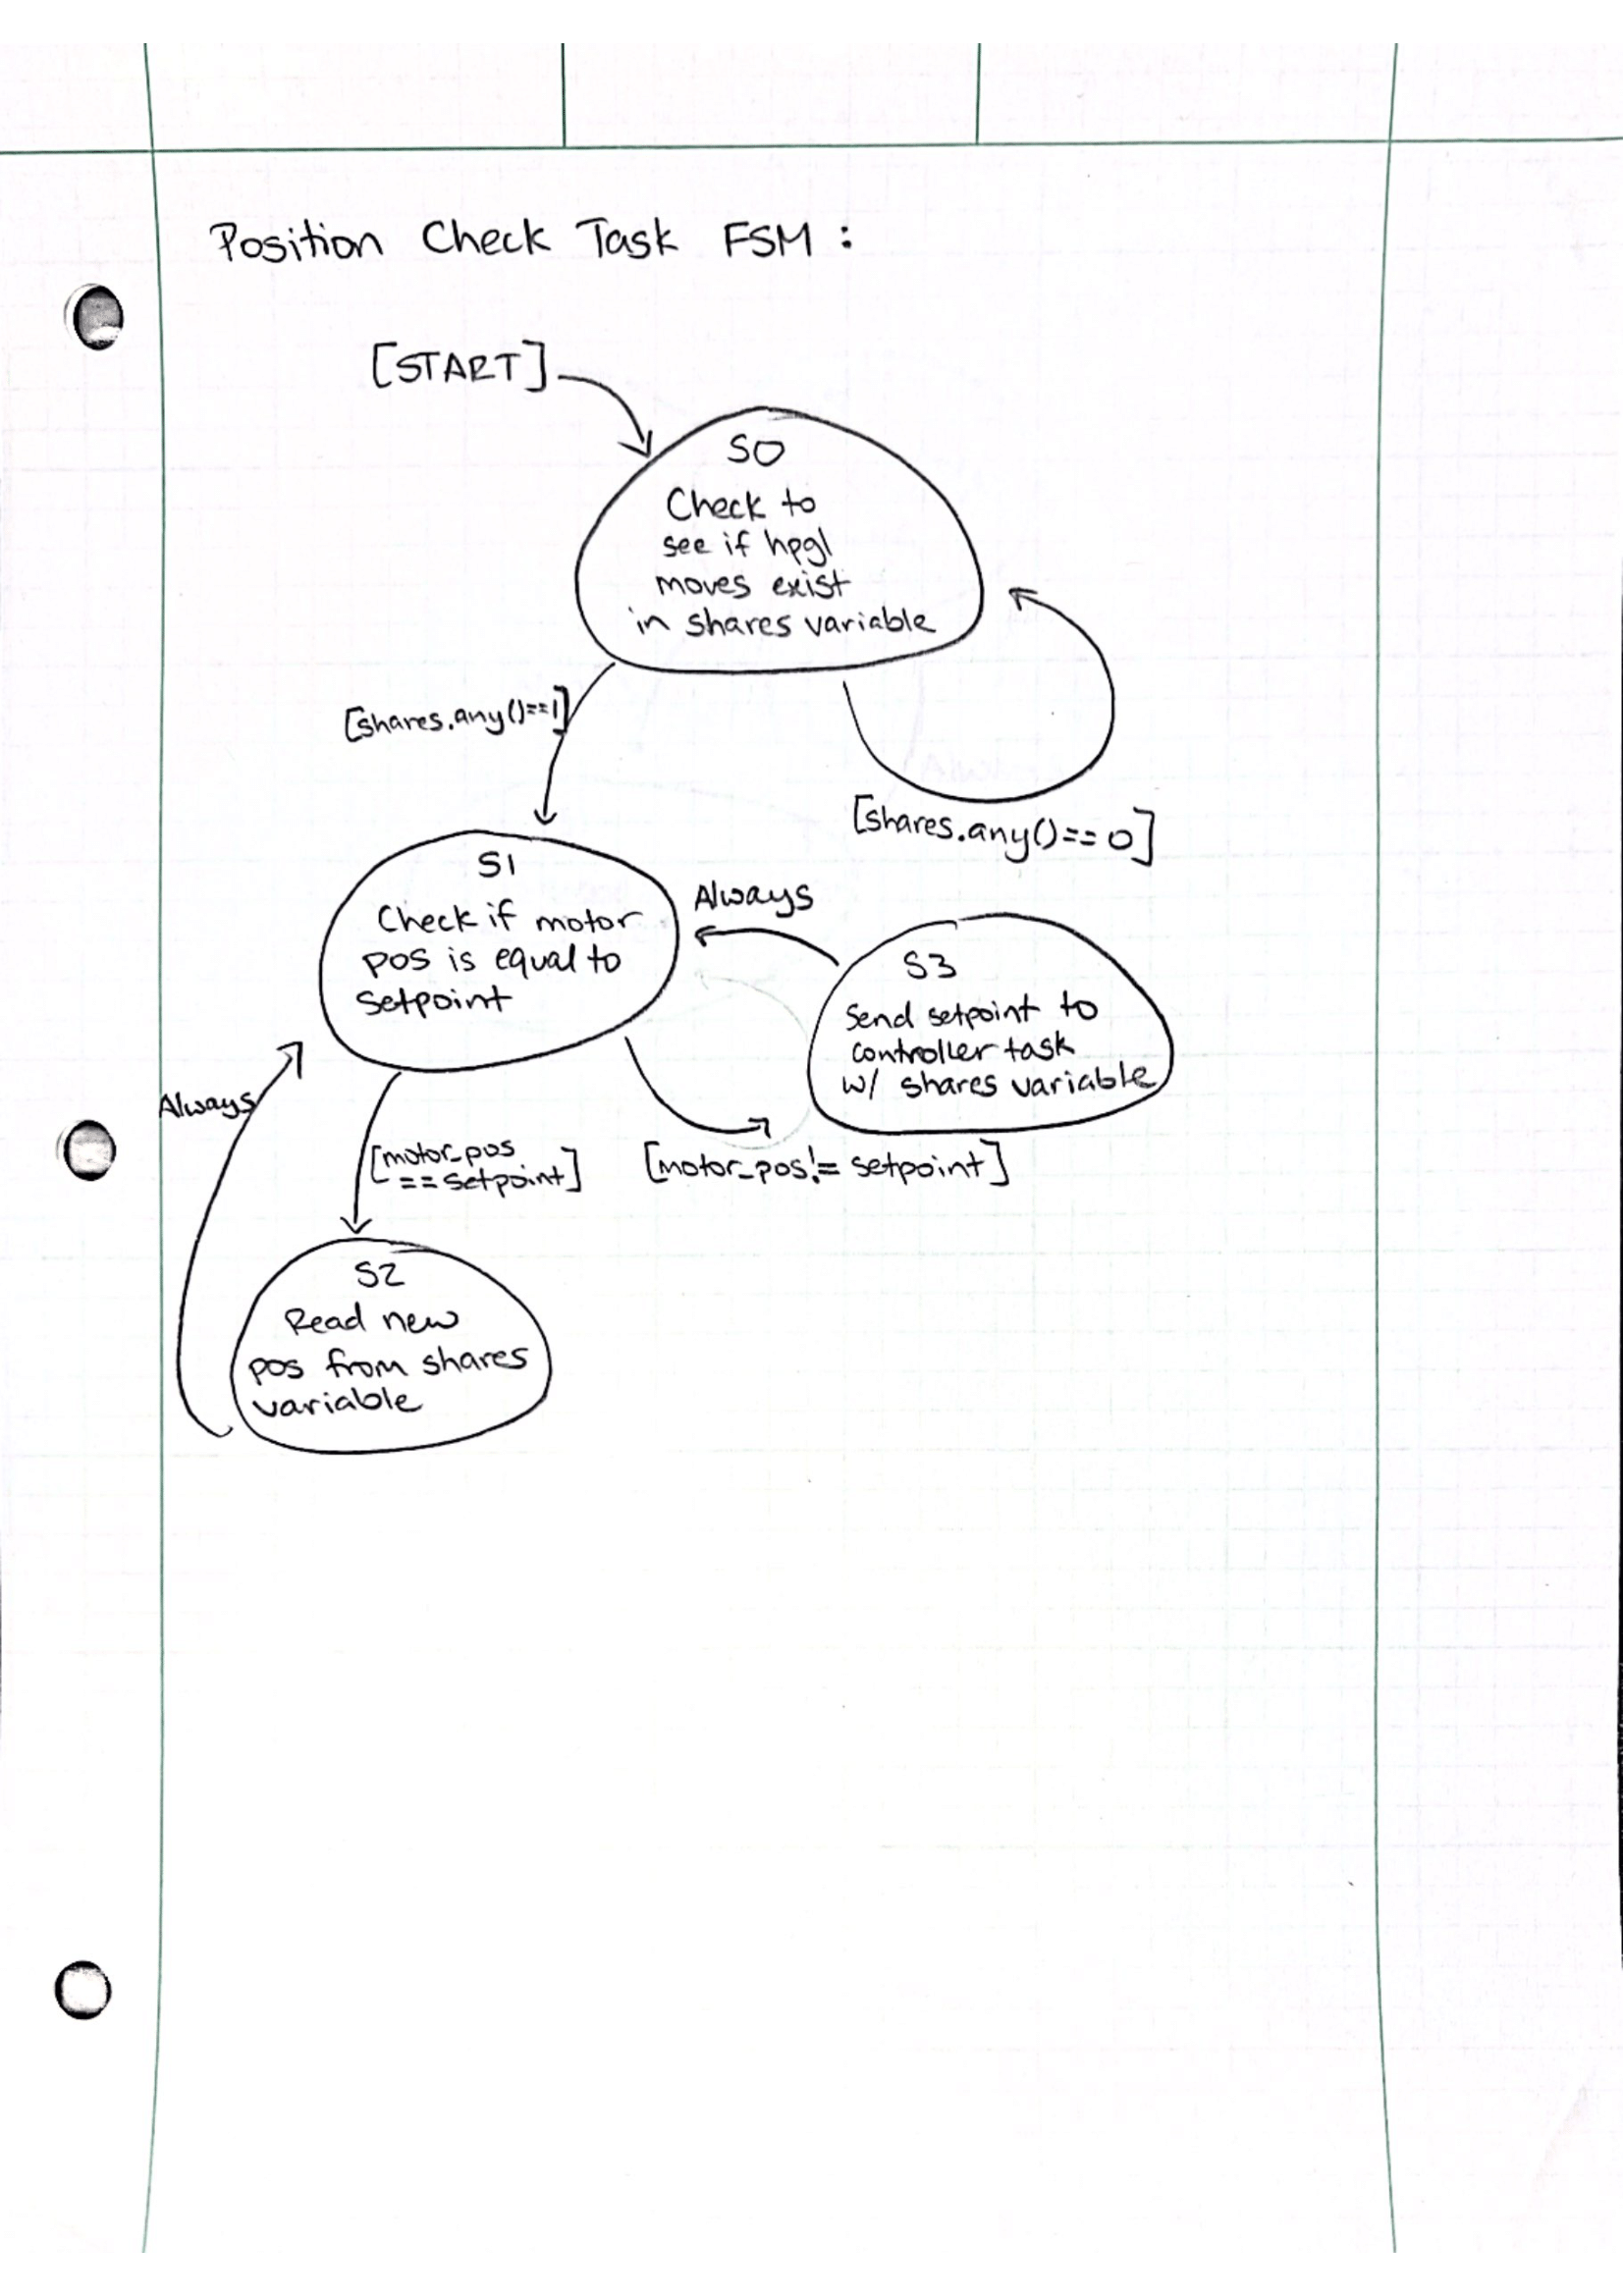 Position Check Task FSM:
[START]
S0
Check to
see if hpgl
moves exist
in shares variable
[shares.any()==1]
[shares.any()==0]
S1
Check if motor
pos is equal to
setpoint
Always
S3
Send setpoint to
controller task
w/ shares variable
Always
[motor_pos
==setpoint]
[motor_pos!= setpoint]
S2
Read new
pos from shares
variable